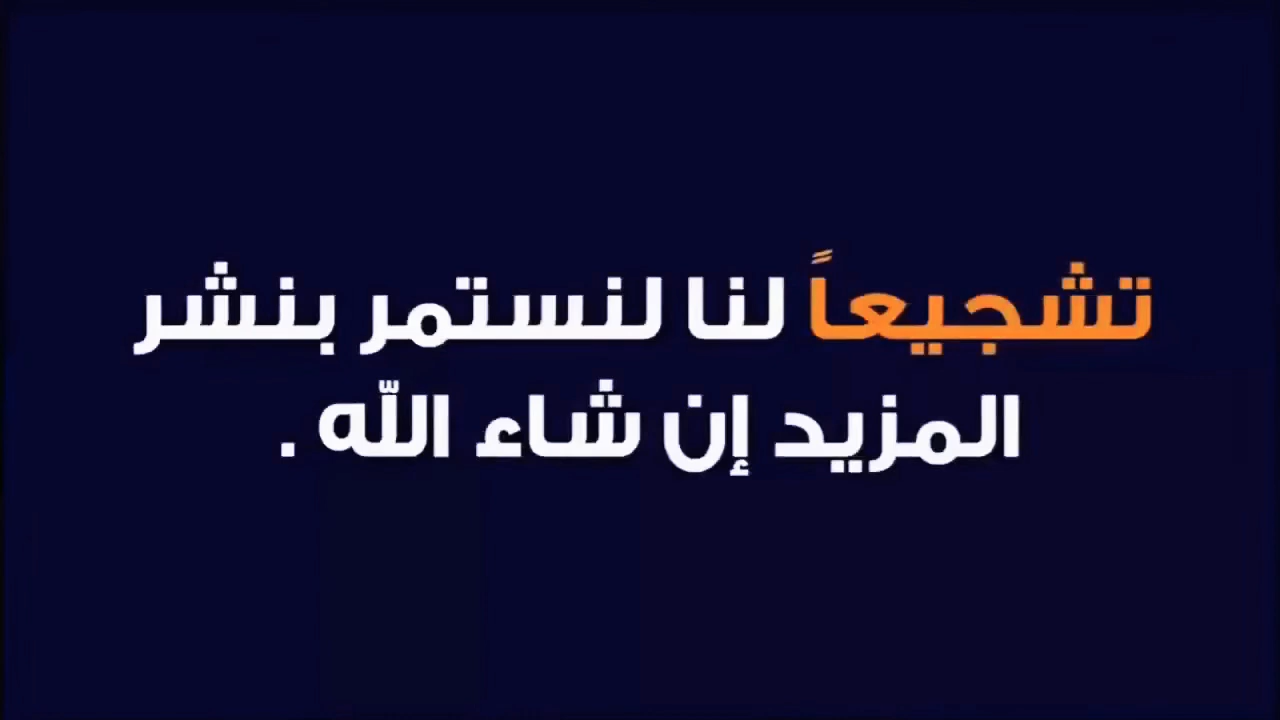 تشجيعاً لنا لنستمر بنشر
المزيد إن شاء اللّه .